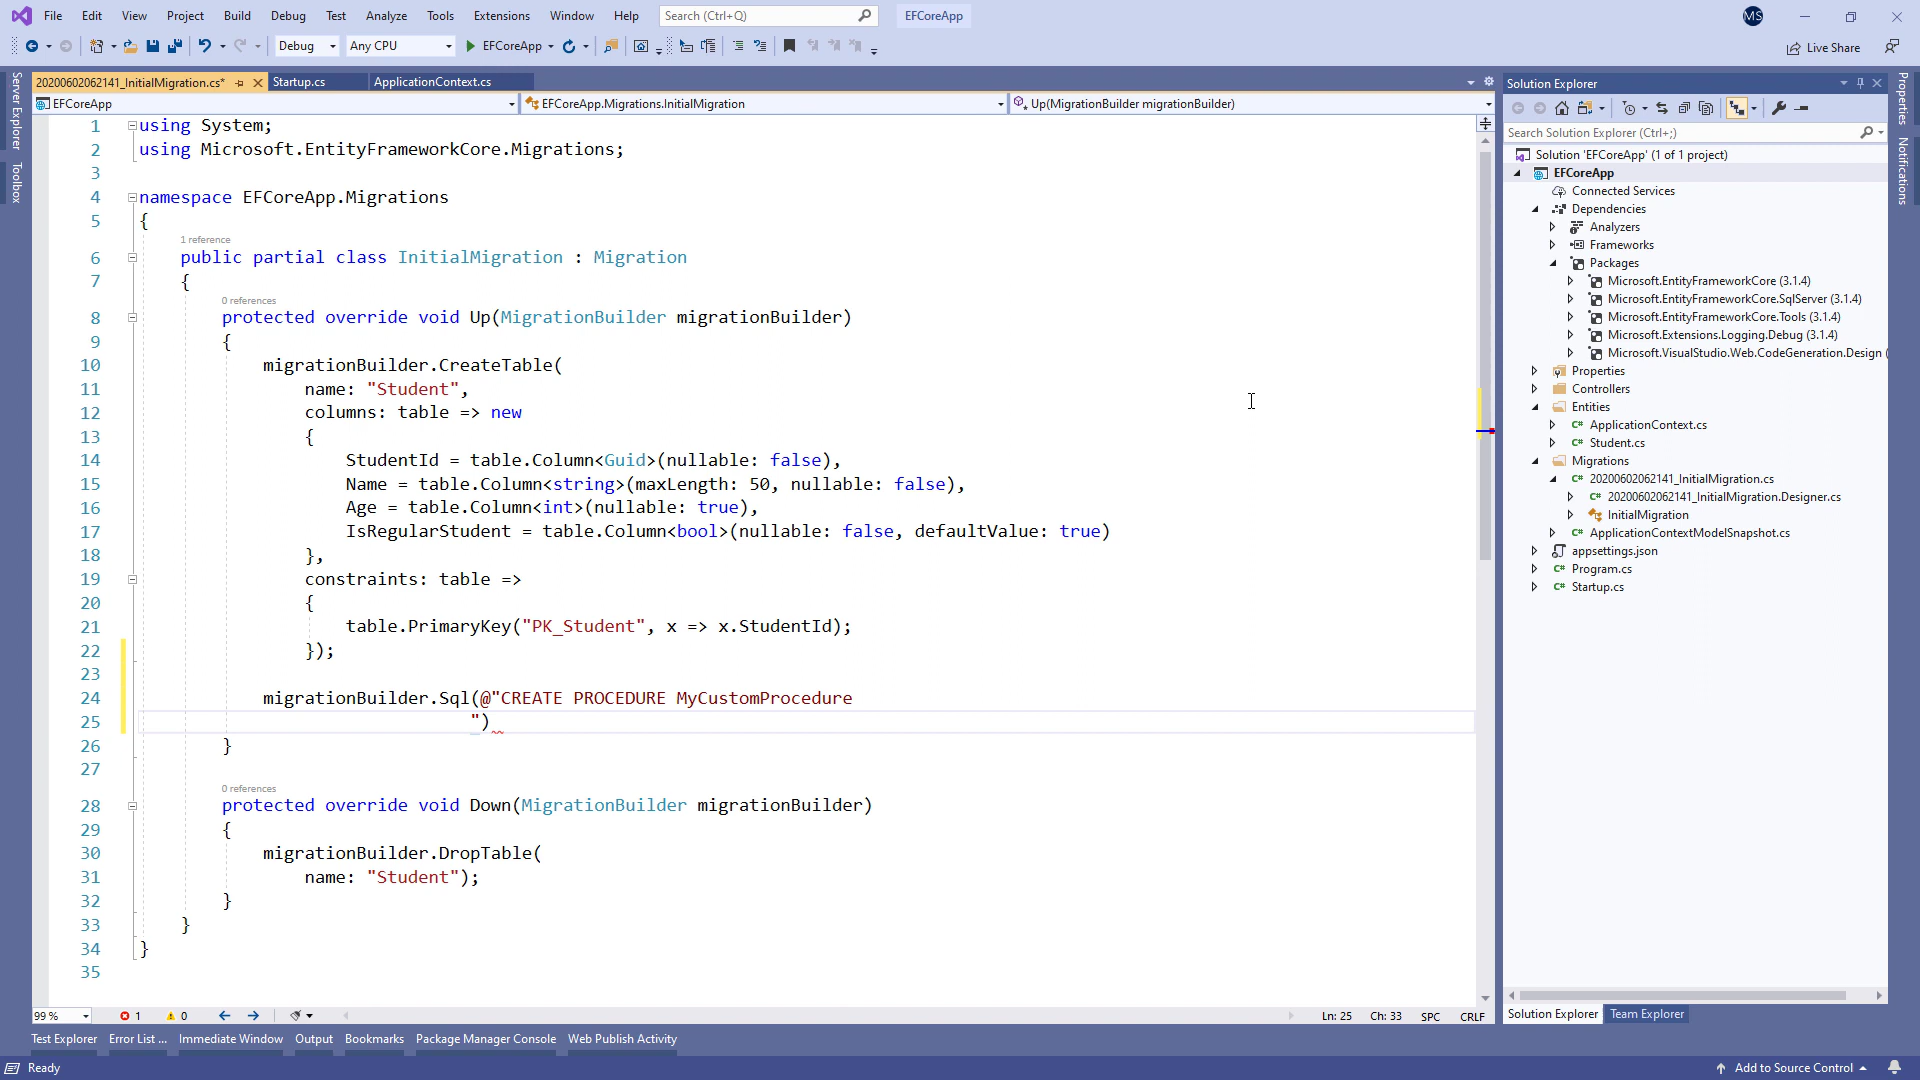 File Edit View Project Build Debug Test Analyze Tools Extensions Window Help Search (Ctrl+Q) EFCoreApp MS
Debug Any CPU EFCoreApp Live Share
Server Explorer
Toolbox
20200602062141_InitialMigration.cs* Startup.cs ApplicationContext.cs
EFCoreApp EFCoreApp.Migrations.InitialMigration Up(MigrationBuilder migrationBuilder)
1 using System;
2 using Microsoft.EntityFrameworkCore.Migrations;
3
4 namespace EFCoreApp.Migrations
5 {
1 reference
6 public partial class InitialMigration : Migration
7 {
0 references
8 protected override void Up(MigrationBuilder migrationBuilder)
9 {
10 migrationBuilder.CreateTable(
11 name: "Student",
12 columns: table => new
13 {
14 StudentId = table.Column<Guid>(nullable: false),
15 Name = table.Column<string>(maxLength: 50, nullable: false),
16 Age = table.Column<int>(nullable: true),
17 IsRegularStudent = table.Column<bool>(nullable: false, defaultValue: true)
18 },
19 constraints: table =>
20 {
21 table.PrimaryKey("PK_Student", x => x.StudentId);
22 });
23
24 migrationBuilder.Sql(@"CREATE PROCEDURE MyCustomProcedure
25 ")
26 }
27
0 references
28 protected override void Down(MigrationBuilder migrationBuilder)
29 {
30 migrationBuilder.DropTable(
31 name: "Student");
32 }
33 }
34 }
35
99 % 1 0 Ln: 25 Ch: 33 SPC CRLF
Test Explorer Error List ... Immediate Window Output Bookmarks Package Manager Console Web Publish Activity
Ready Add to Source Control
Solution Explorer
Search Solution Explorer (Ctrl+;)
Solution 'EFCoreApp' (1 of 1 project)
EFCoreApp
Connected Services
Dependencies
Analyzers
Frameworks
Packages
Microsoft.EntityFrameworkCore (3.1.4)
Microsoft.EntityFrameworkCore.SqlServer (3.1.4)
Microsoft.EntityFrameworkCore.Tools (3.1.4)
Microsoft.Extensions.Logging.Debug (3.1.4)
Microsoft.VisualStudio.Web.CodeGeneration.Design (
Properties
Controllers
Entities
C# ApplicationContext.cs
C# Student.cs
Migrations
C# 20200602062141_InitialMigration.cs
C# 20200602062141_InitialMigration.Designer.cs
InitialMigration
C# ApplicationContextModelSnapshot.cs
appsettings.json
C# Program.cs
C# Startup.cs
Solution Explorer Team Explorer
Properties
Notifications